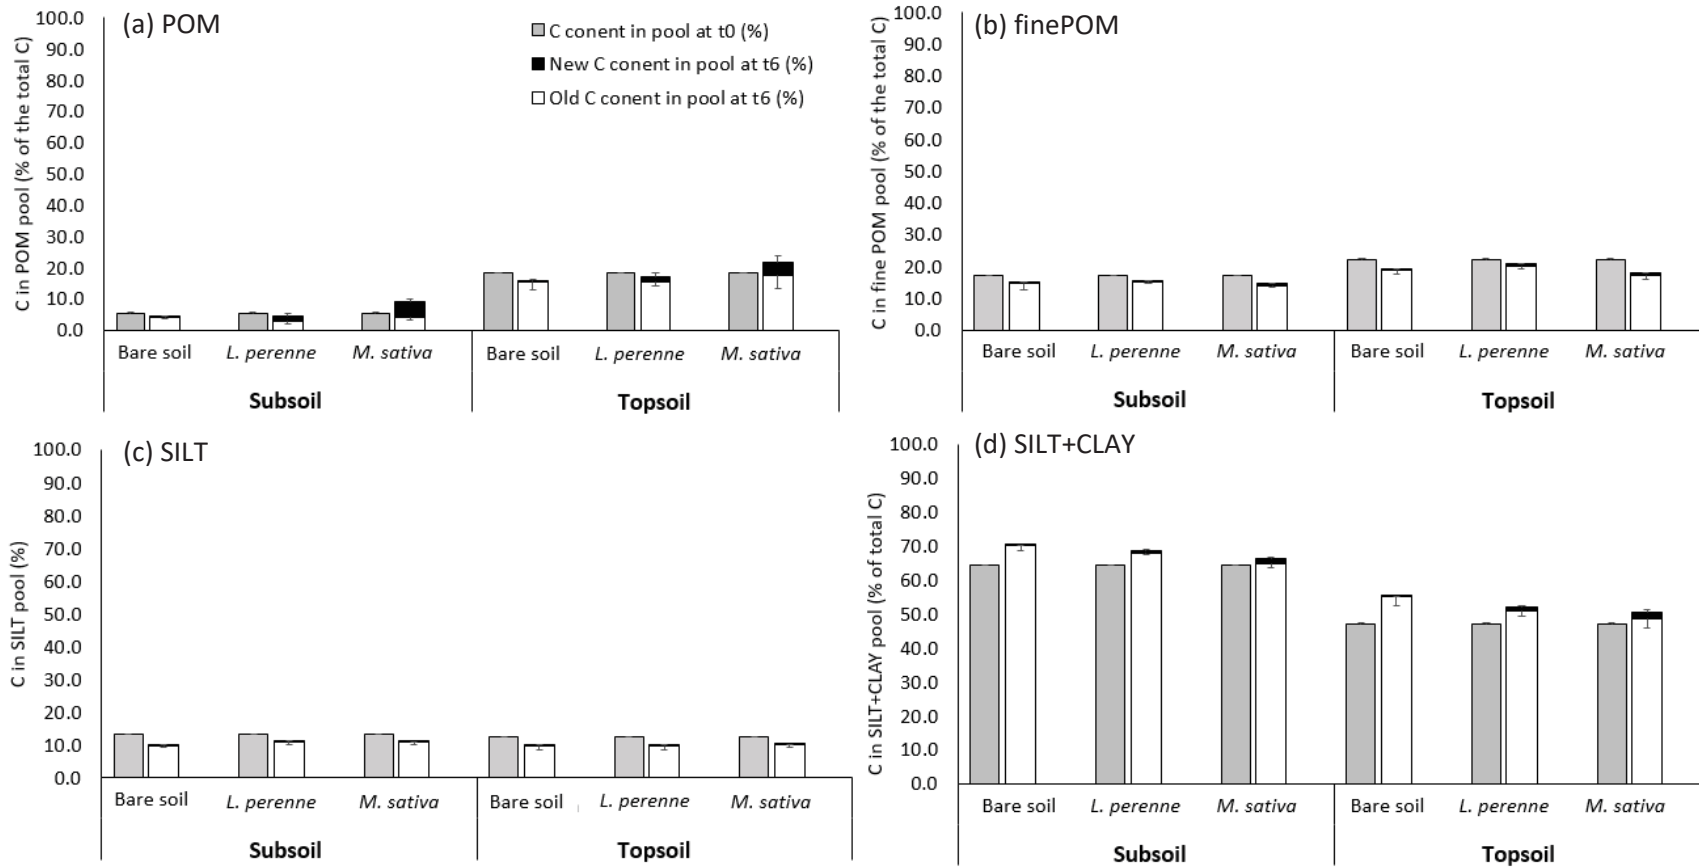 (a) POM
C conent in pool at t0 (%)
New C conent in pool at t6 (%)
Old C conent in pool at t6 (%)
C in POM pool (% of the total C)
100.0
90.0
80.0
70.0
60.0
50.0
40.0
30.0
20.0
10.0
0.0
Bare soil L. perenne M. sativa Bare soil L. perenne M. sativa
Subsoil Topsoil
(b) finePOM
C in fine POM pool (% of the total C)
100.0
90.0
80.0
70.0
60.0
50.0
40.0
30.0
20.0
10.0
0.0
Bare soil L. perenne M. sativa Bare soil L. perenne M. sativa
Subsoil Topsoil
(c) SILT
C in SILT pool (%)
100.0
90.0
80.0
70.0
60.0
50.0
40.0
30.0
20.0
10.0
0.0
Bare soil L. perenne M. sativa Bare soil L. perenne M. sativa
Subsoil Topsoil
(d) SILT+CLAY
C in SILT+CLAY pool (% of total C)
100.0
90.0
80.0
70.0
60.0
50.0
40.0
30.0
20.0
10.0
0.0
Bare soil L. perenne M. sativa Bare soil L. perenne M. sativa
Subsoil Topsoil